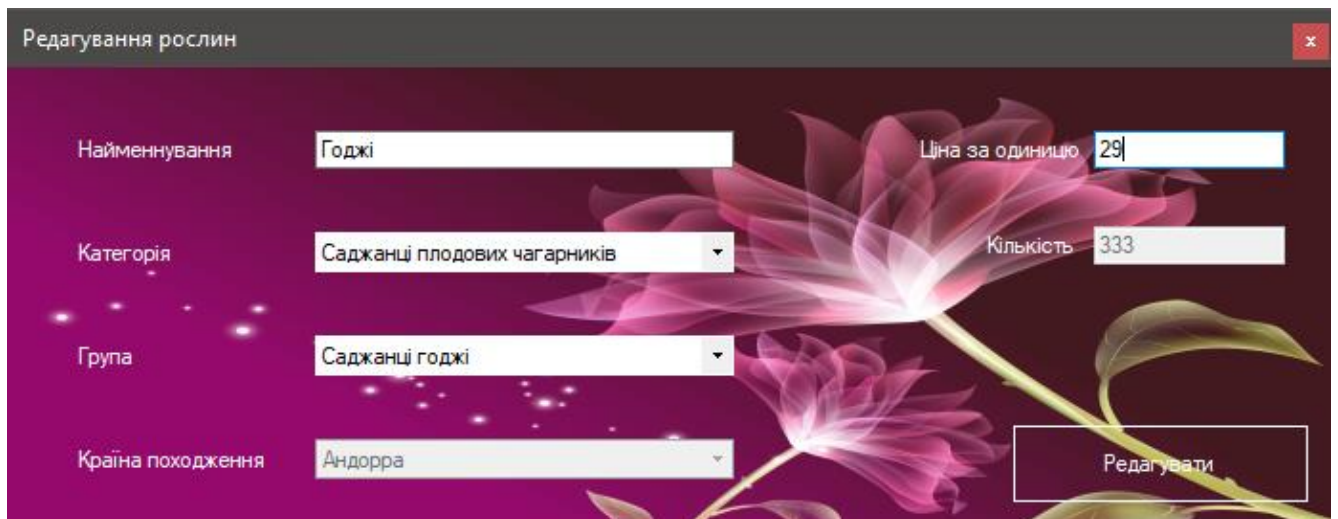 Редагування рослин
x
Найменнування Годжі Ціна за одиницю 29
Категорія Саджанці плодових чагарників Кількість 333
Група Саджанці годжі
Країна походження Андорра Редагувати